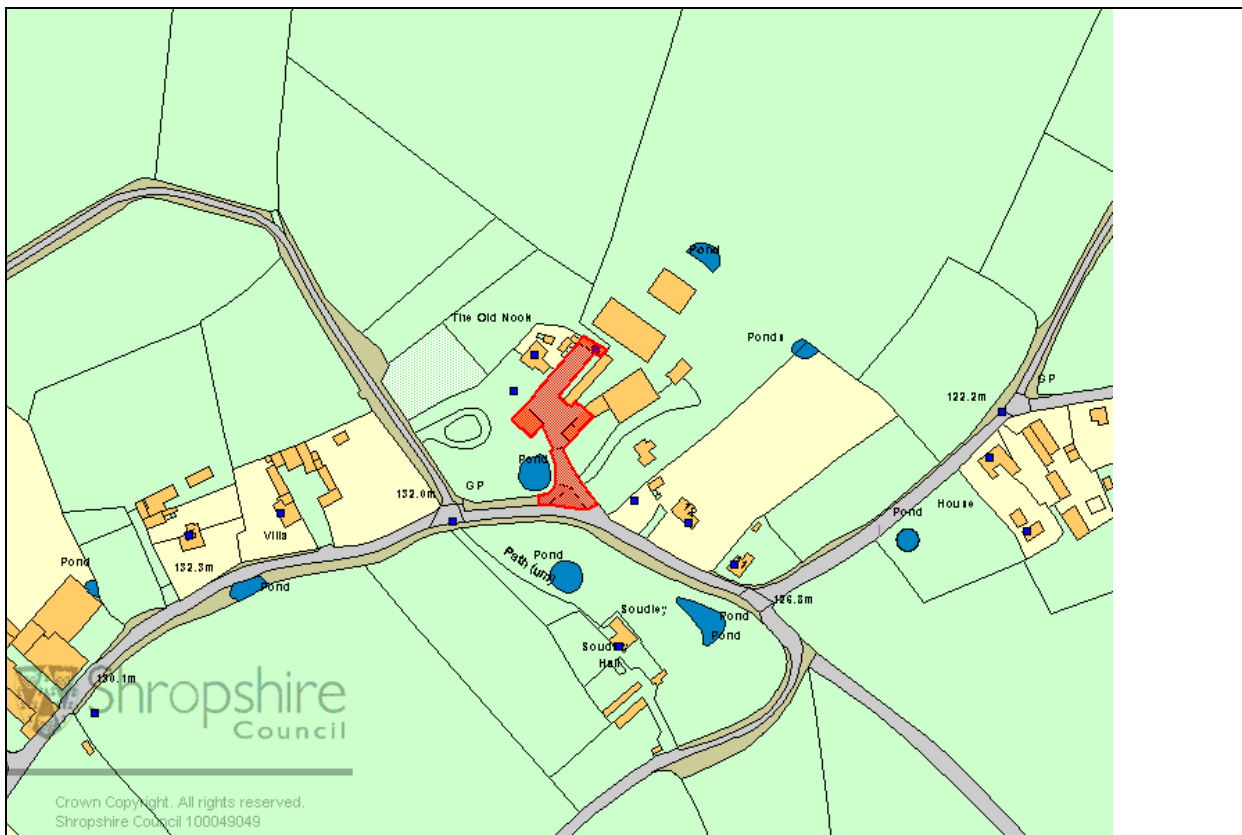 Pond
The Old Nook
Ponds
GP
122.2m
Pond
132.0m
GP
12
Pond
House
Villa
Pond
Path (um)
132.3m
Pond
Pond
126.3m
Soudley
Pond
Pond
Soudley
Hall
130.1m
Shropshire
Council
Crown Copyright. All rights reserved.
Shropshire Council 100049049